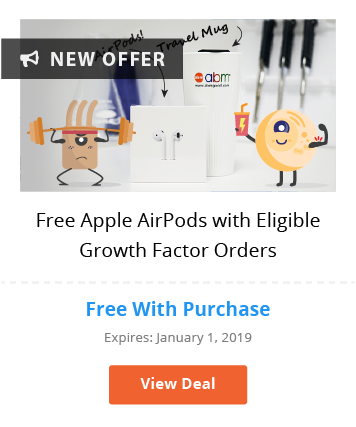 AirPods!
Travel Mug
NEW OFFER
abm
www.abmgood.com
Free Apple AirPods with Eligible
Growth Factor Orders
Free With Purchase
Expires: January 1, 2019
View Deal